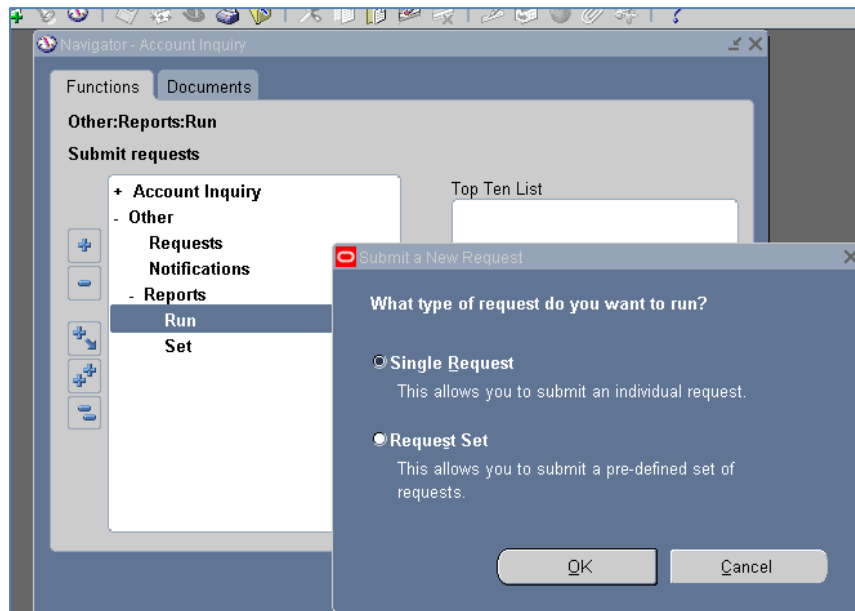 Navigator - Account Inquiry
Functions
Documents
Other:Reports:Run
Submit requests
+ Account Inquiry
- Other
Requests
Notifications
- Reports
Run
Set
Top Ten List
Submit a New Request
What type of request do you want to run?
Single Request
This allows you to submit an individual request.
Request Set
This allows you to submit a pre-defined set of
requests.
OK
Cancel